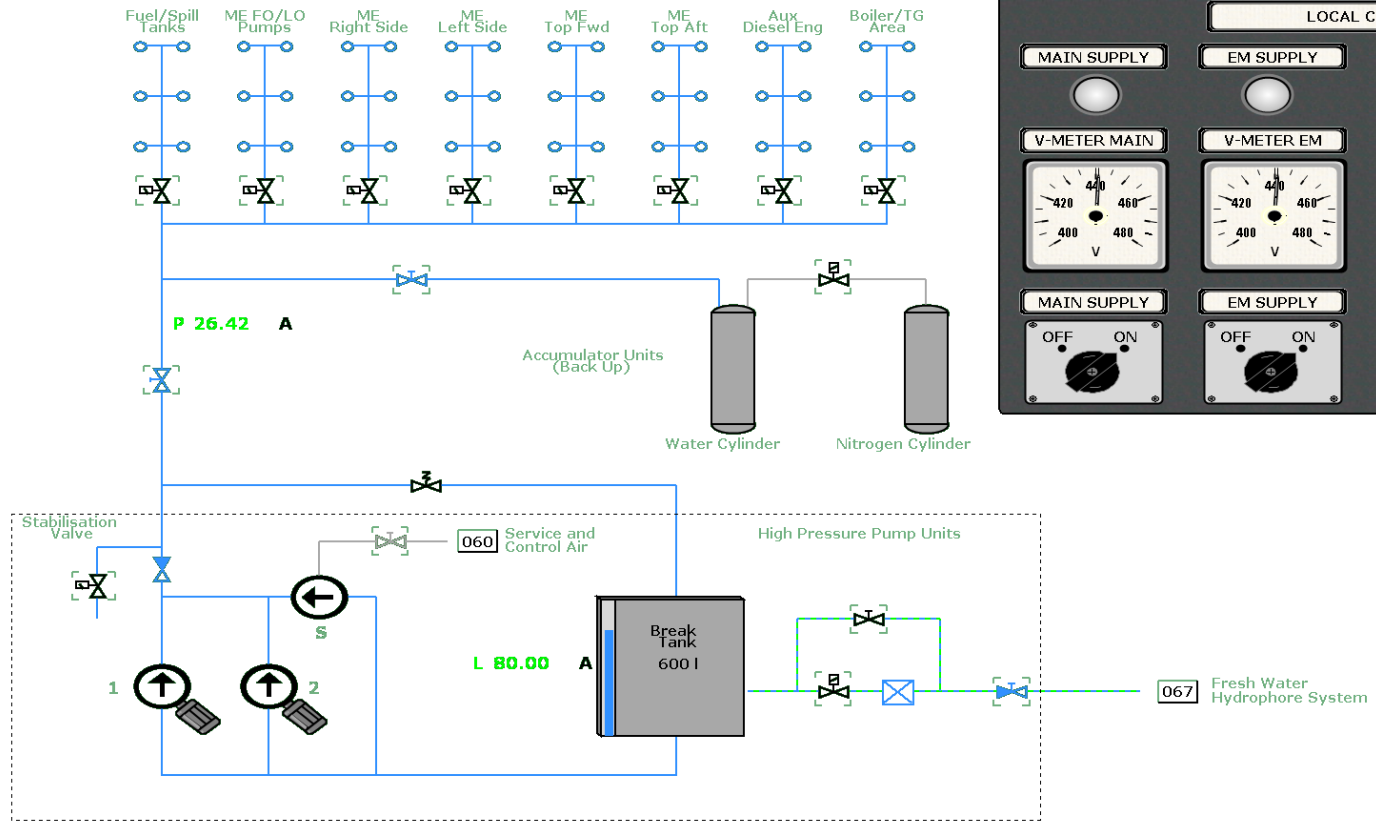 Fuel/Spill
Tanks
ME FO/LO
Pumps
ME
Right Side
ME
Left Side
ME
Top Fwd
ME
Top Aft
Aux
Diesel Eng
Boiler/TG
Area
LOCAL C
MAIN SUPPLY
EM SUPPLY
V-METER MAIN
V-METER EM
400
420
440
460
480
V
400
420
440
460
480
V
MAIN SUPPLY
EM SUPPLY
OFF
ON
OFF
ON
P 26.42 A
Accumulator Units
(Back Up)
Water Cylinder
Nitrogen Cylinder
Stabilisation
Valve
060
Service and
Control Air
High Pressure Pump Units
S
Break
Tank
600 l
L 80.00 A
1
2
067
Fresh Water
Hydrophore System